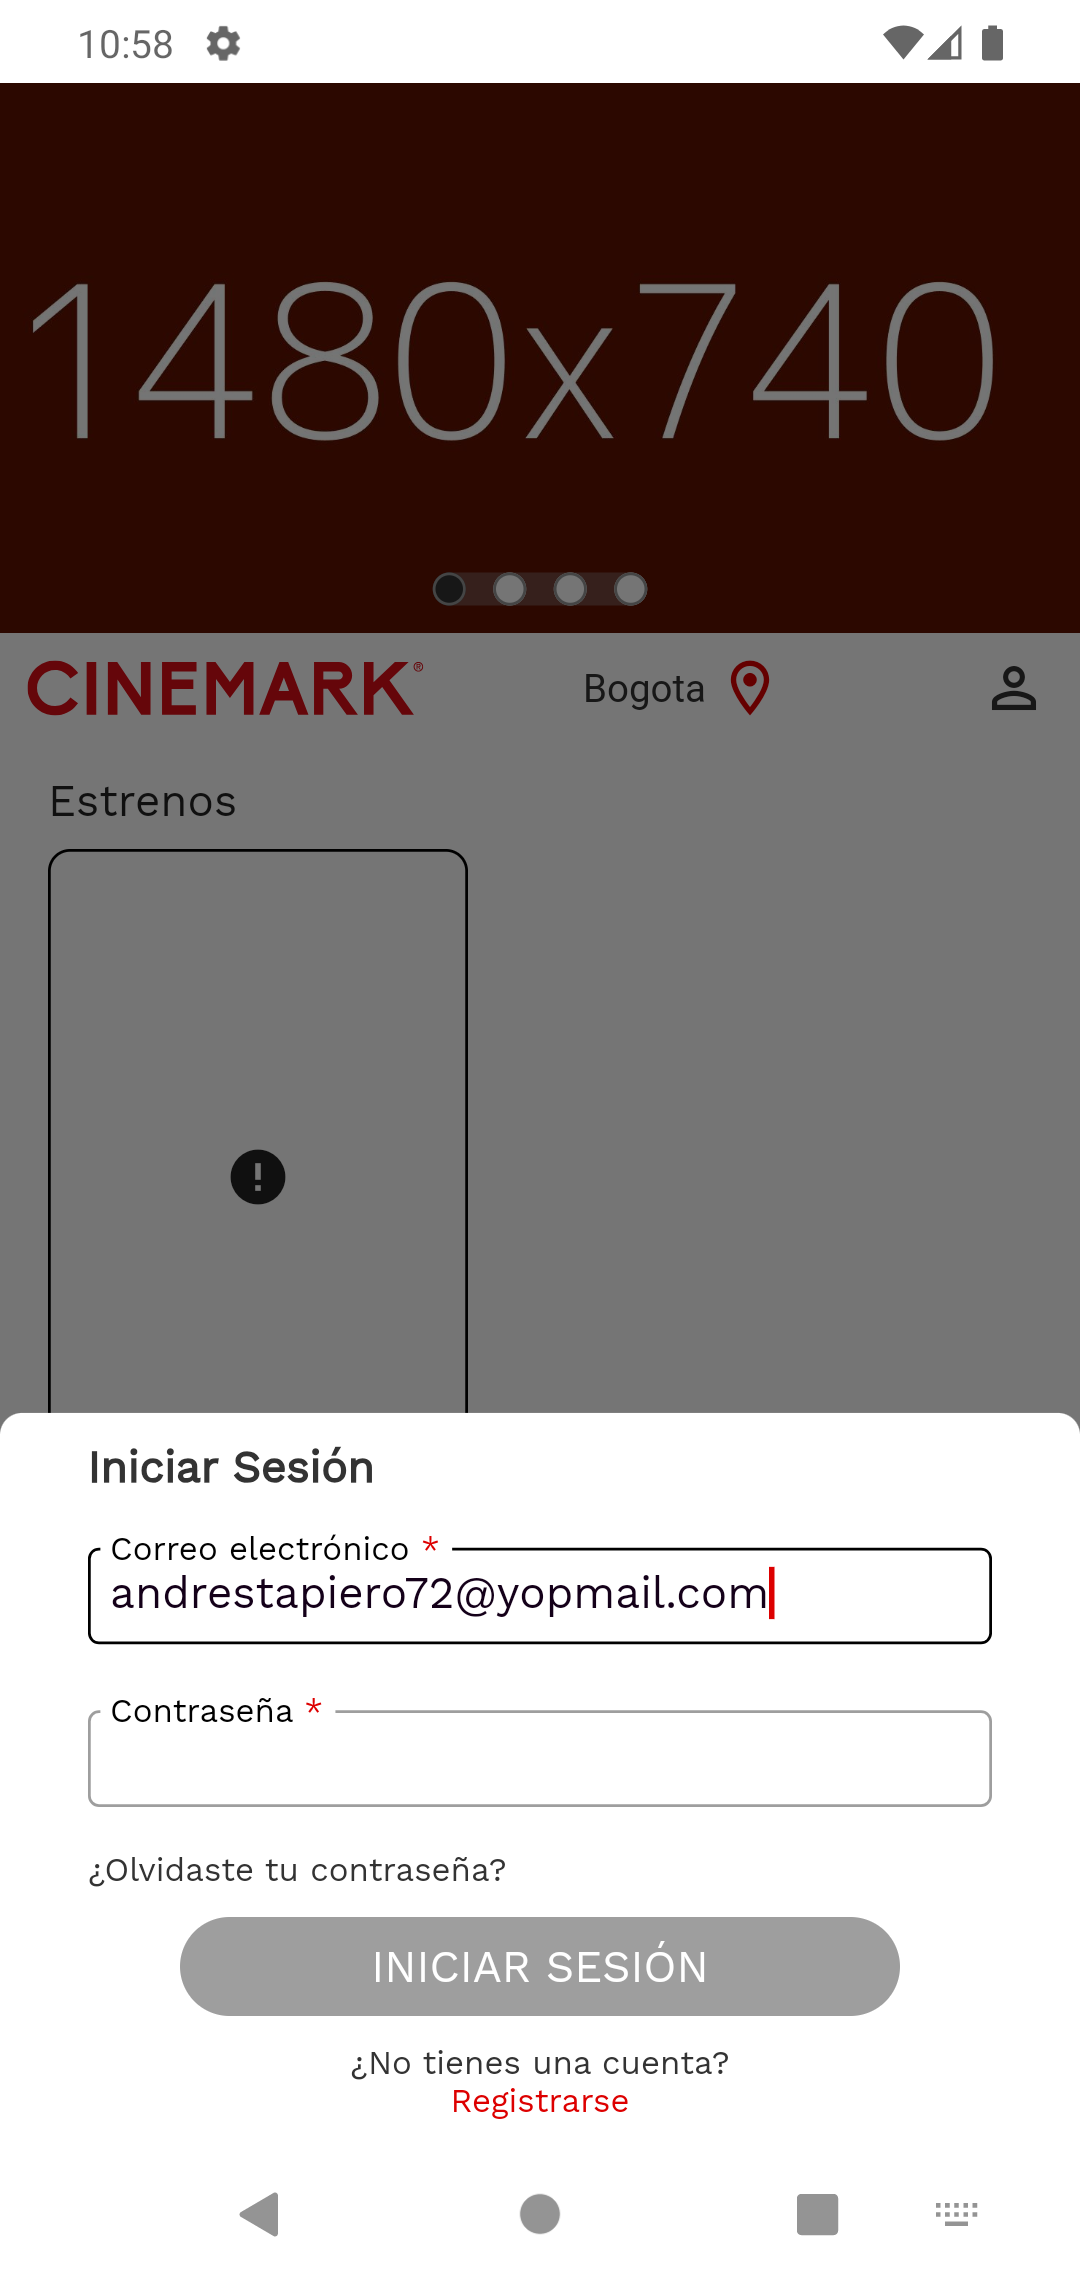 10:58
1480x740
CINEMARK®
Bogota
Estrenos
Iniciar Sesión
Correo electrónico *
andrestapiero72@yopmail.com
Contraseña *
¿Olvidaste tu contraseña?
INICIAR SESIÓN
¿No tienes una cuenta?
Registrarse